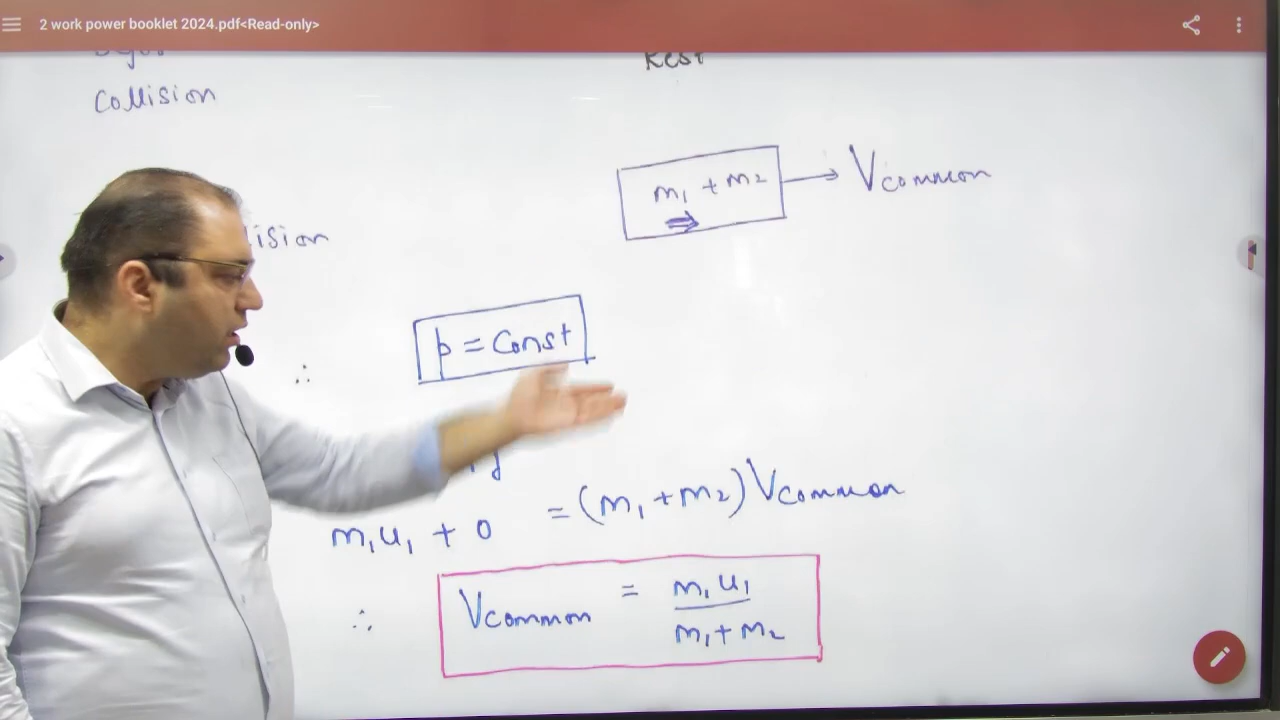 2 work power booklet 2024.pdf<Read-only>
Rest
Collision
m₁ + m₂ → Vcommon
p = Const
∴
= (m₁ + m₂) Vcommon
m₁u₁ + 0
∴ Vcommon = m₁u₁ / m₁ + m₂